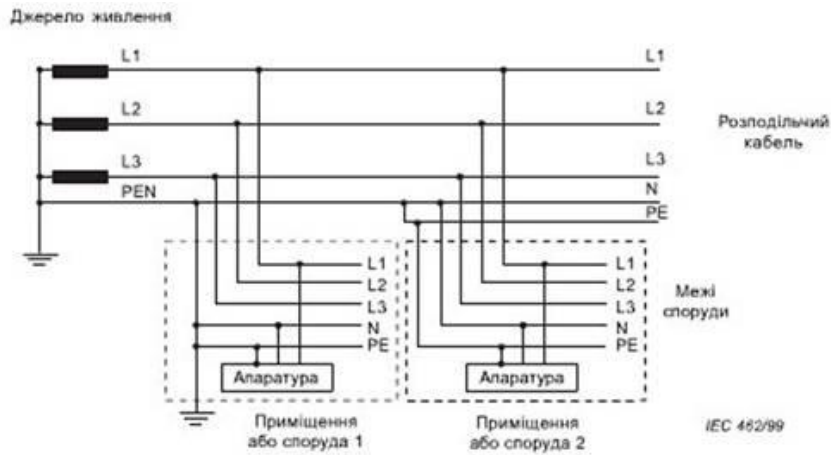 Джерело живлення
L1
L1
L2
L2
Розподільчий
кабель
L3
L3
PEN
N
PE
L1
L2
L3
N
PE
Апаратура
L1
L2
L3
N
PE
Апаратура
Межі
споруди
Приміщення
або споруда 1
Приміщення
або споруда 2
IEC 462/99